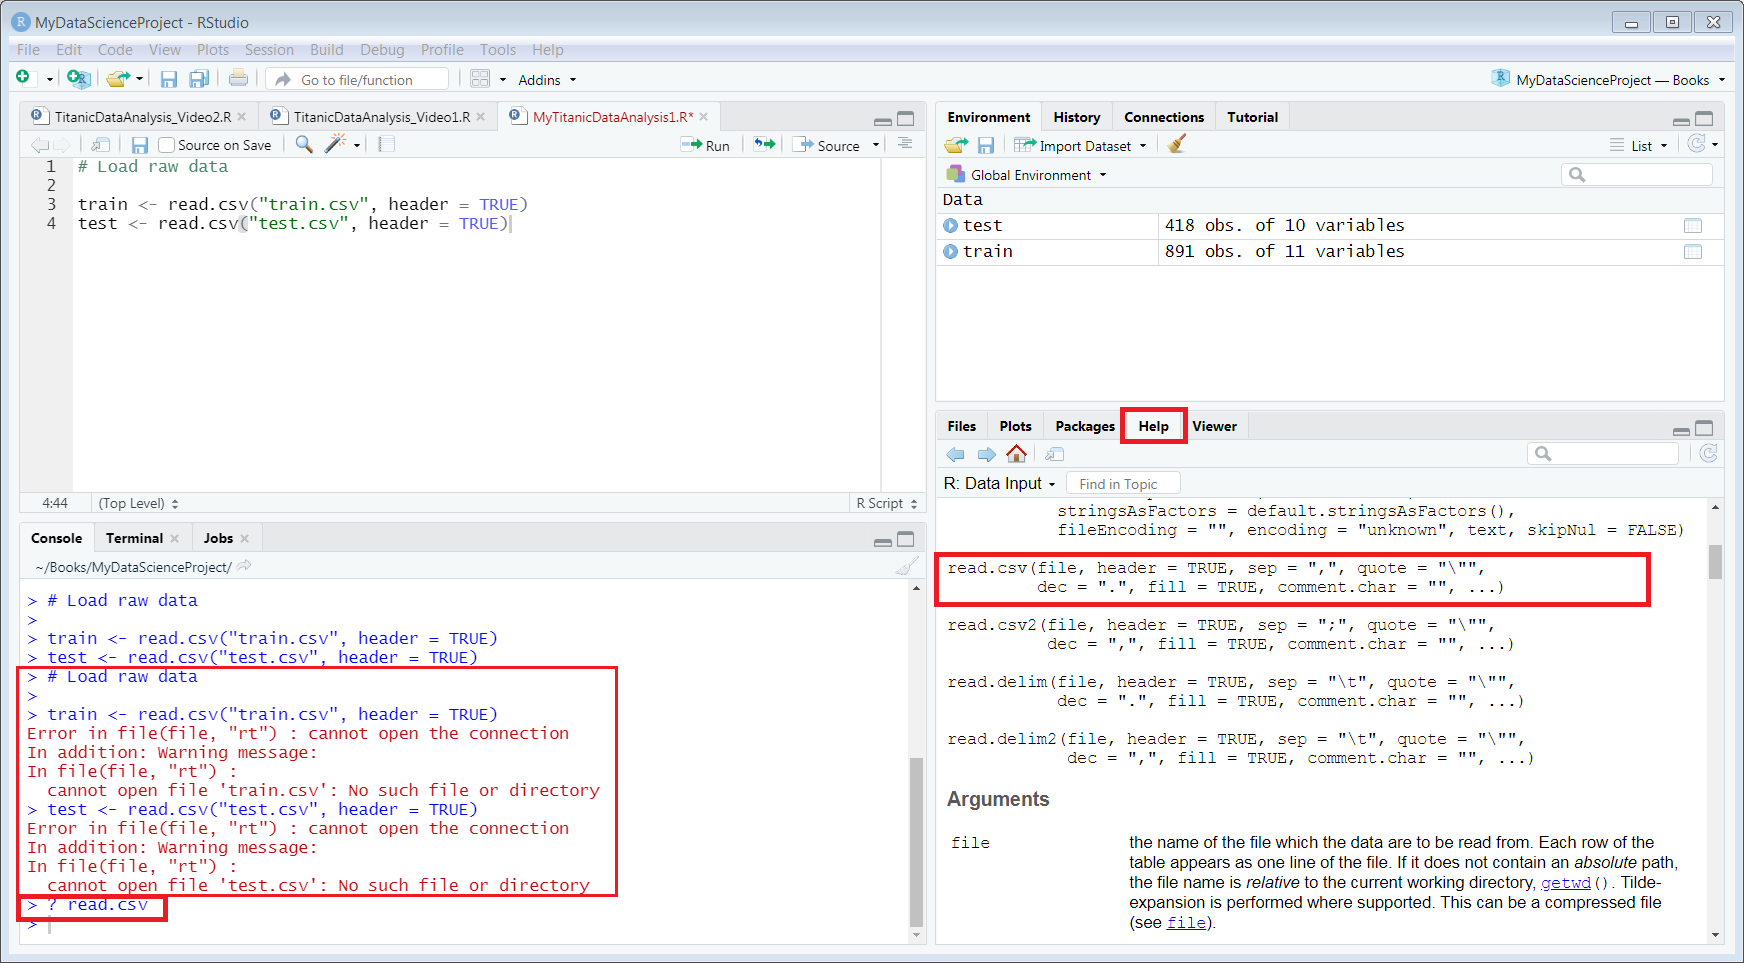 MyDataScienceProject - RStudio
File Edit Code View Plots Session Build Debug Profile Tools Help
Go to file/function
Addins
MyDataScienceProject — Books
TitanicDataAnalysis_Video2.R
TitanicDataAnalysis_Video1.R
MyTitanicDataAnalysis1.R*
Source on Save
Run
Source
1 # Load raw data
2
3 train <- read.csv("train.csv", header = TRUE)
4 test <- read.csv("test.csv", header = TRUE)
4:44
(Top Level)
R Script
Console
Terminal
Jobs
~/Books/MyDataScienceProject/
> # Load raw data
>
> train <- read.csv("train.csv", header = TRUE)
> test <- read.csv("test.csv", header = TRUE)
> # Load raw data
>
> train <- read.csv("train.csv", header = TRUE)
Error in file(file, "rt") : cannot open the connection
In addition: Warning message:
In file(file, "rt") :
cannot open file 'train.csv': No such file or directory
> test <- read.csv("test.csv", header = TRUE)
Error in file(file, "rt") : cannot open the connection
In addition: Warning message:
In file(file, "rt") :
cannot open file 'test.csv': No such file or directory
> ? read.csv
>
Environment
History
Connections
Tutorial
Import Dataset
List
Global Environment
Data
test 418 obs. of 10 variables
train 891 obs. of 11 variables
Files
Plots
Packages
Help
Viewer
R: Data Input
Find in Topic
stringsAsFactors = default.stringsAsFactors(),
fileEncoding = "", encoding = "unknown", text, skipNul = FALSE)
read.csv(file, header = TRUE, sep = ",", quote = "\"",
dec = ".", fill = TRUE, comment.char = "", ...)
read.csv2(file, header = TRUE, sep = ";", quote = "\"",
dec = ",", fill = TRUE, comment.char = "", ...)
read.delim(file, header = TRUE, sep = "\t", quote = "\"",
dec = ".", fill = TRUE, comment.char = "", ...)
read.delim2(file, header = TRUE, sep = "\t", quote = "\"",
dec = ",", fill = TRUE, comment.char = "", ...)
Arguments
file
the name of the file which the data are to be read from. Each row of the
table appears as one line of the file. If it does not contain an absolute path,
the file name is relative to the current working directory, getwd(). Tilde-
expansion is performed where supported. This can be a compressed file
(see file).